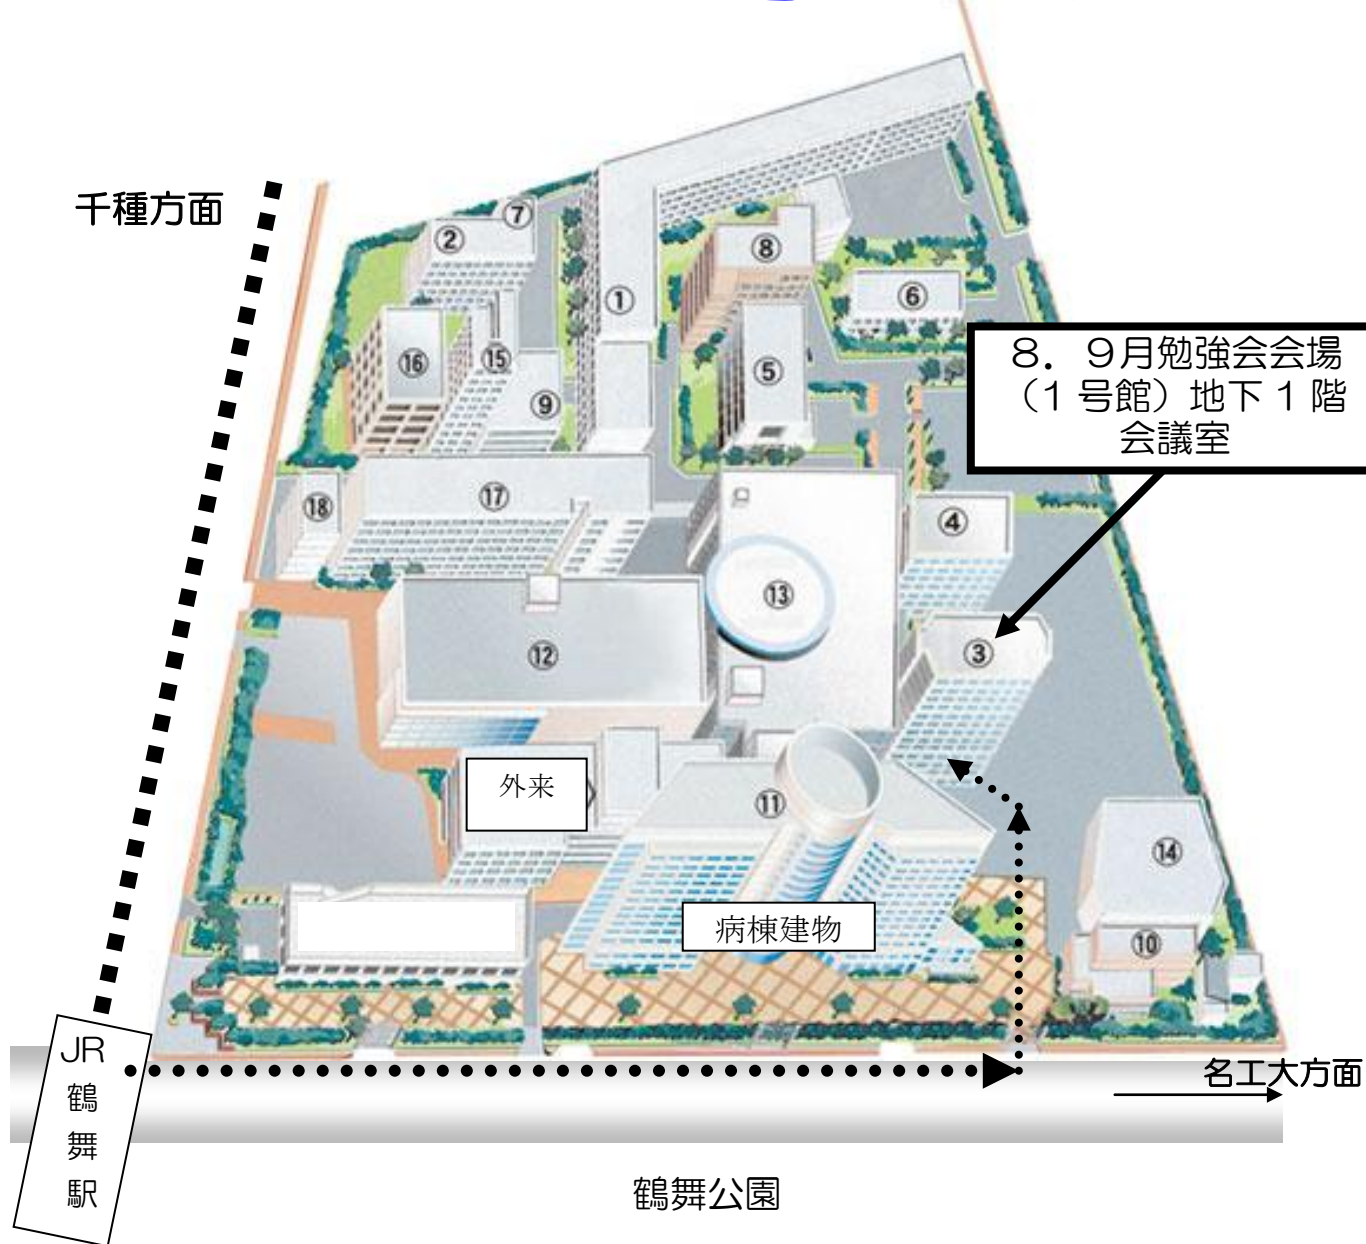 千種方面
⑦
②
⑧
①
⑥
８．９月勉強会会場
（1号館）地下1階
会議室
⑯
⑮
⑤
⑨
⑰
⑱
④
⑬
⑫
③
外来
⑪
⑭
病棟建物
⑩
JR
鶴
舞
駅
名工大方面
鶴舞公園